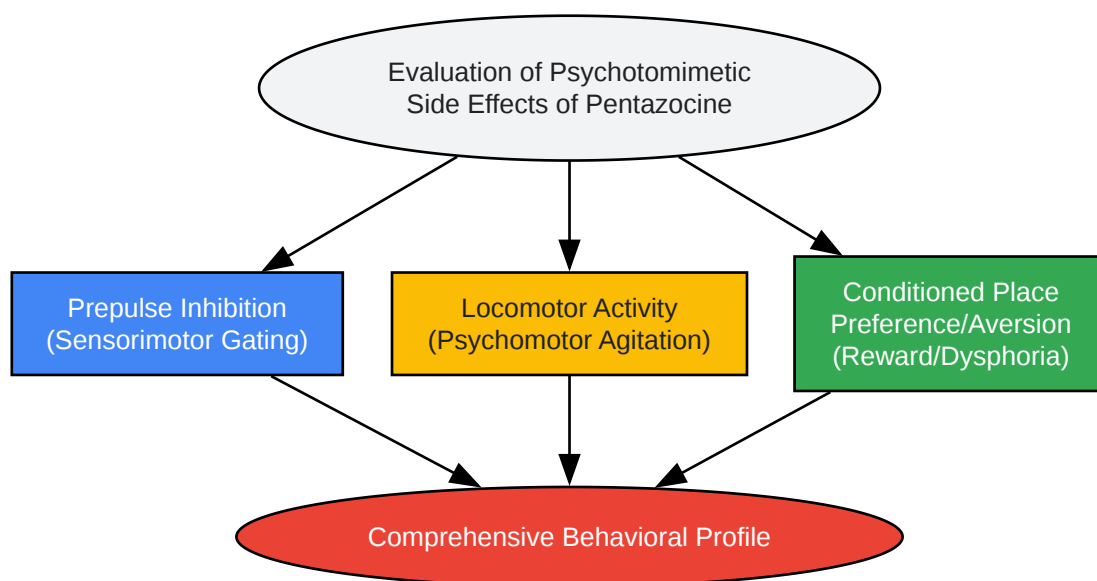 Evaluation of Psychotomimetic
Side Effects of Pentazocine
Prepulse Inhibition
(Sensorimotor Gating)
Locomotor Activity
(Psychomotor Agitation)
Conditioned Place
Preference/Aversion
(Reward/Dysphoria)
Comprehensive Behavioral Profile